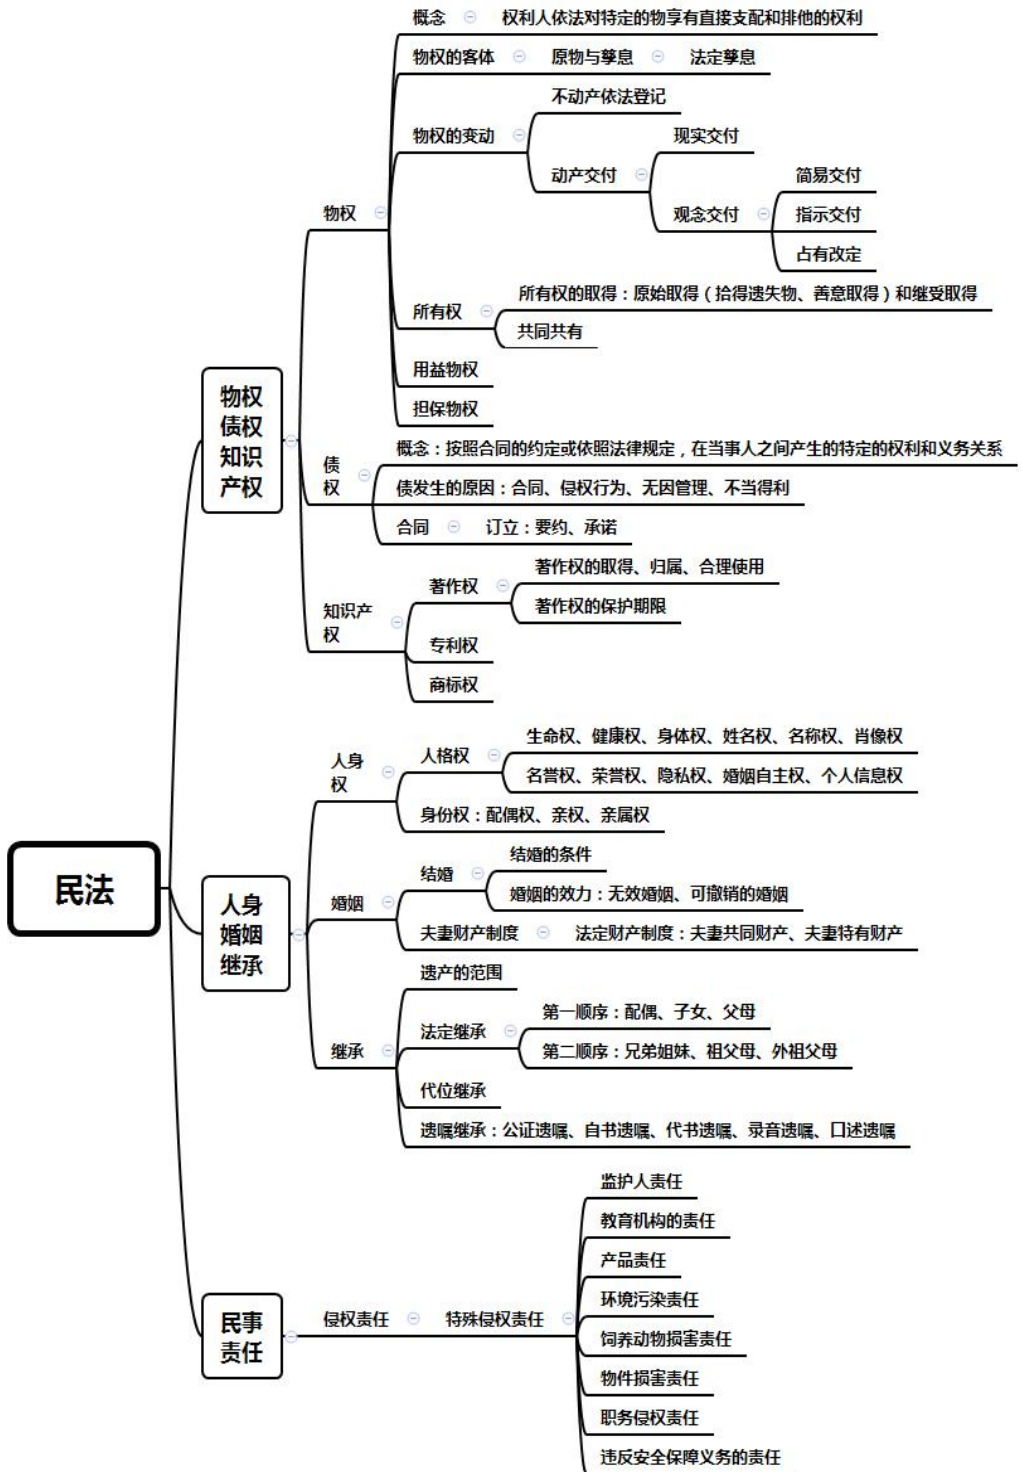 民法
物权
债权
知识
产权
物权
概念
权利人依法对特定的物享有直接支配和排他的权利
物权的客体
原物与孳息
法定孳息
物权的变动
不动产依法登记
动产交付
现实交付
观念交付
简易交付
指示交付
占有改定
所有权
所有权的取得：原始取得（拾得遗失物、善意取得）和继受取得
共同共有
用益物权
担保物权
债
权
概念：按照合同的约定或依照法律规定，在当事人之间产生的特定的权利和义务关系
债发生的原因：合同、侵权行为、无因管理、不当得利
合同
订立：要约、承诺
知识产
权
著作权
著作权的取得、归属、合理使用
著作权的保护期限
专利权
商标权
人身
婚姻
继承
人身
权
人格权
生命权、健康权、身体权、姓名权、名称权、肖像权
名誉权、荣誉权、隐私权、婚姻自主权、个人信息权
身份权：配偶权、亲权、亲属权
婚姻
结婚
结婚的条件
婚姻的效力：无效婚姻、可撤销的婚姻
夫妻财产制度
法定财产制度：夫妻共同财产、夫妻特有财产
继承
遗产的范围
法定继承
第一顺序：配偶、子女、父母
第二顺序：兄弟姐妹、祖父母、外祖父母
代位继承
遗嘱继承：公证遗嘱、自书遗嘱、代书遗嘱、录音遗嘱、口述遗嘱
民事
责任
侵权责任
特殊侵权责任
监护人责任
教育机构的责任
产品责任
环境污染责任
饲养动物损害责任
物件损害责任
职务侵权责任
违反安全保障义务的责任